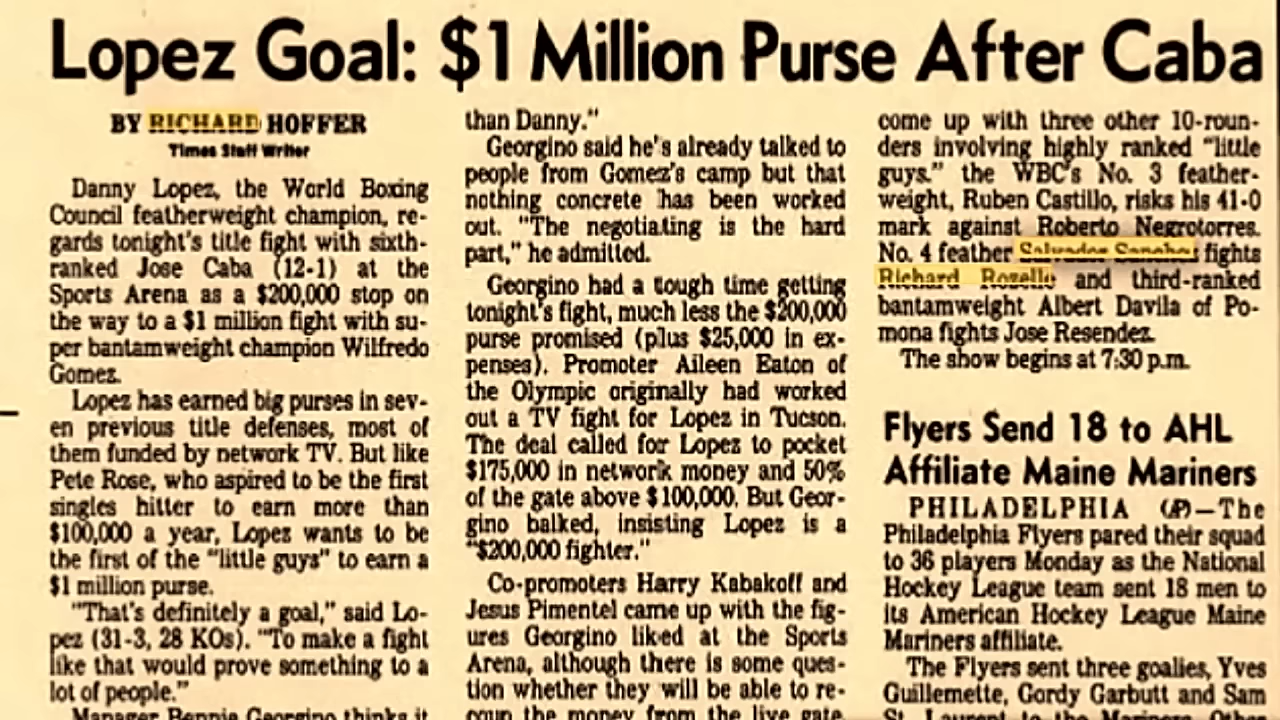 Lopez Goal: $1 Million Purse After Caba
BY RICHARD HOFFER
Times Staff Writer
Danny Lopez, the World Boxing
Council featherweight champion, re-
gards tonight's title fight with sixth-
ranked Jose Caba (12-1) at the
Sports Arena as a $200,000 stop on
the way to a $1 million fight with su-
per bantamweight champion Wilfredo
Gomez.
Lopez has earned big purses in sev-
en previous title defenses, most of
them funded by network TV. But like
Pete Rose, who aspired to be the first
singles hitter to earn more than
$100,000 a year, Lopez wants to be
the first of the "little guys" to earn a
$1 million purse.
"That's definitely a goal," said Lo-
pez (31-3, 28 KOs). "To make a fight
like that would prove something to a
lot of people."
Manager Bennie Georgino thinks it
than Danny."
Georgino said he's already talked to
people from Gomez's camp but that
nothing concrete has been worked
out. "The negotiating is the hard
part," he admitted.
Georgino had a tough time getting
tonight's fight, much less the $200,000
purse promised (plus $25,000 in ex-
penses). Promoter Aileen Eaton of
the Olympic originally had worked
out a TV fight for Lopez in Tucson.
The deal called for Lopez to pocket
$175,000 in network money and 50%
of the gate above $100,000. But Geor-
gino balked, insisting Lopez is a
"$200,000 fighter."
Co-promoters Harry Kabakoff and
Jesus Pimentel came up with the fig-
ures Georgino liked at the Sports
Arena, although there is some ques-
tion whether they will be able to re-
coup the money from the live gate.
come up with three other 10-roun-
ders involving highly ranked "little
guys." the WBC's No. 3 feather-
weight, Ruben Castillo, risks his 41-0
mark against Roberto Negrotorres.
No. 4 feather Salvador Sanchez fights
Richard Rozelle and third-ranked
bantamweight Albert Davila of Po-
mona fights Jose Resendez.
The show begins at 7:30 p.m.
Flyers Send 18 to AHL
Affiliate Maine Mariners
PHILADELPHIA (AP)—The
Philadelphia Flyers pared their squad
to 36 players Monday as the National
Hockey League team sent 18 men to
its American Hockey League Maine
Mariners affiliate.
The Flyers sent three goalies, Yves
Guillemette, Gordy Garbutt and Sam
St. Laurent to the Mariners. Other